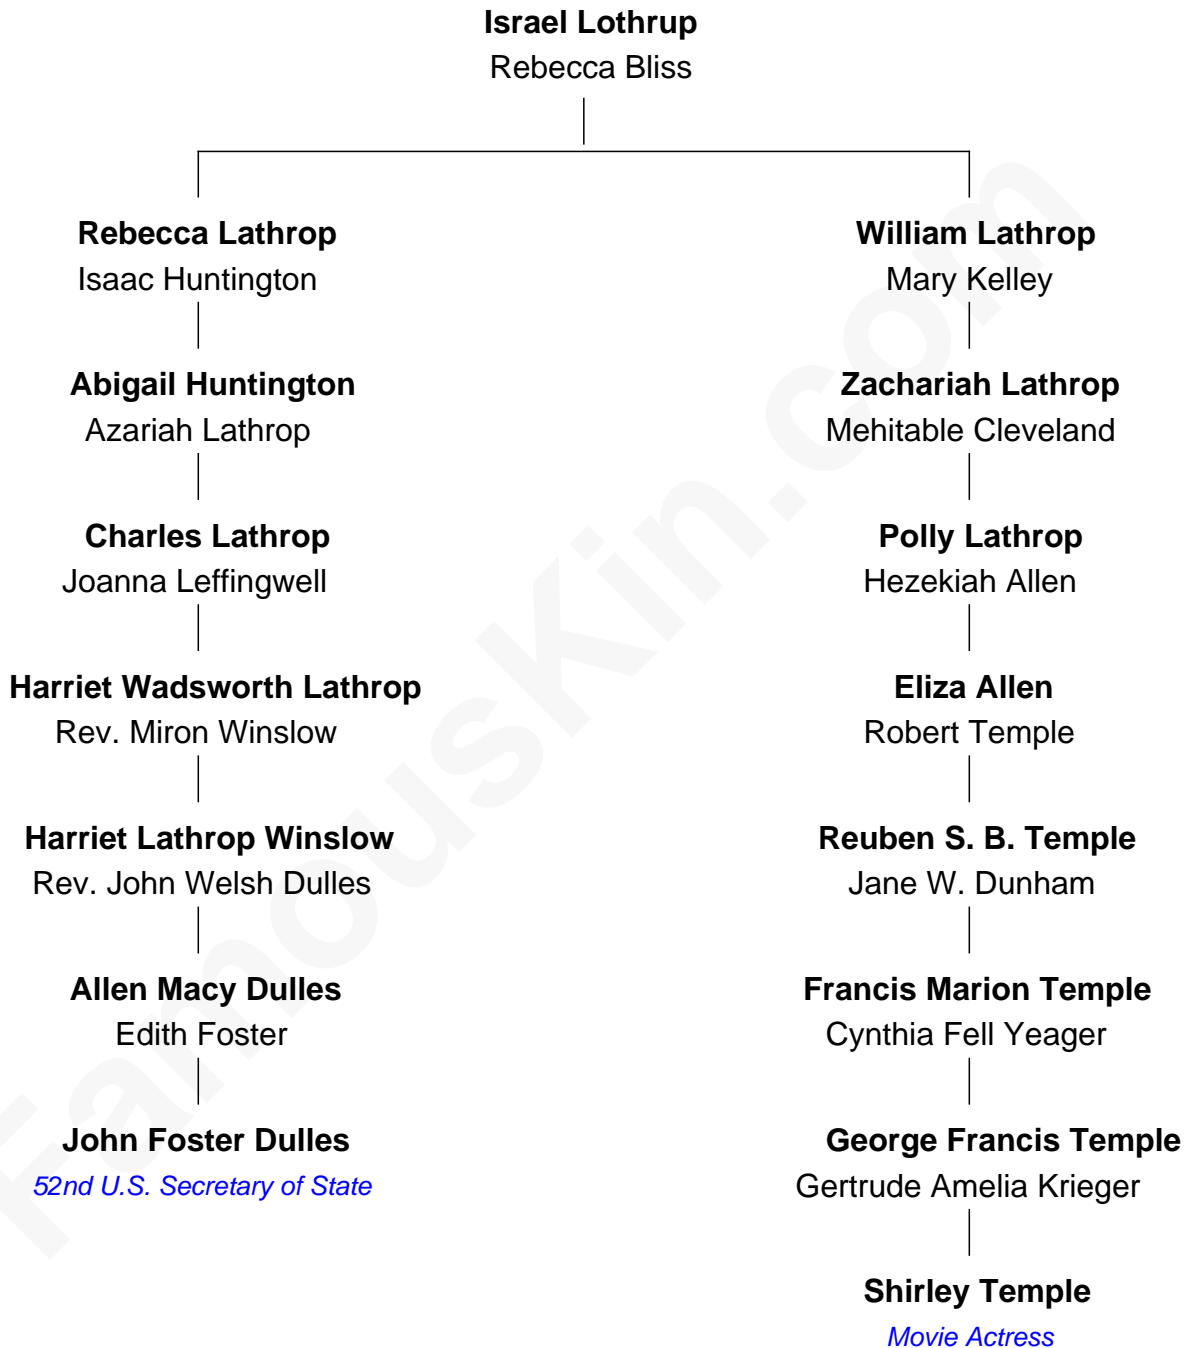 Israel Lothrup
Rebecca Bliss
Rebecca Lathrop
Isaac Huntington
Abigail Huntington
Azariah Lathrop
Charles Lathrop
Joanna Leffingwell
Harriet Wadsworth Lathrop
Rev. Miron Winslow
Harriet Lathrop Winslow
Rev. John Welsh Dulles
Allen Macy Dulles
Edith Foster
John Foster Dulles
52nd U.S. Secretary of State
William Lathrop
Mary Kelley
Zachariah Lathrop
Mehitable Cleveland
Polly Lathrop
Hezekiah Allen
Eliza Allen
Robert Temple
Reuben S. B. Temple
Jane W. Dunham
Francis Marion Temple
Cynthia Fell Yeager
George Francis Temple
Gertrude Amelia Krieger
Shirley Temple
Movie Actress
FamousKin.com